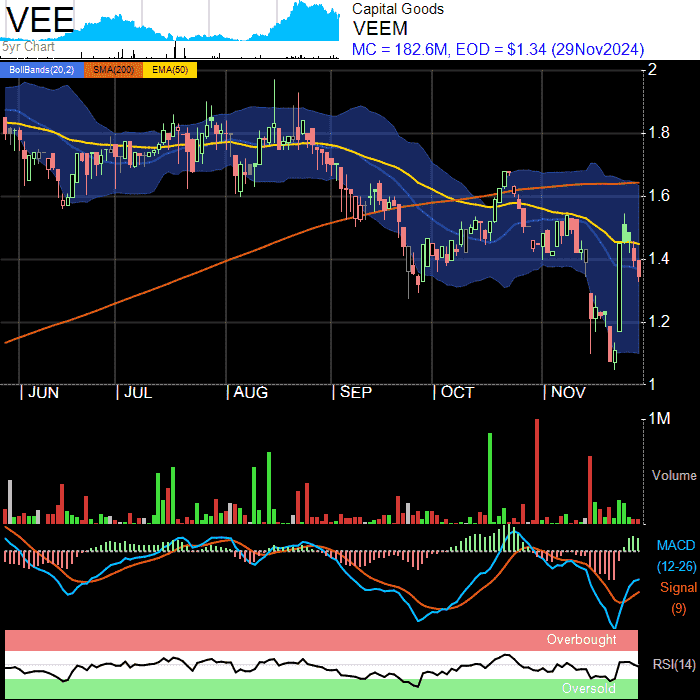 VEE
5yr Chart
Capital Goods
VEEM
MC = 182.6M, EOD = $1.34 (29Nov2024)
BollBands(20,2) SMA(200) EMA(50)
2
1.8
1.6
1.4
1.2
1
JUN JUL AUG SEP OCT NOV
1M
Volume
MACD
(12-26)
Signal
(9)
Overbought
RSI(14)
Oversold